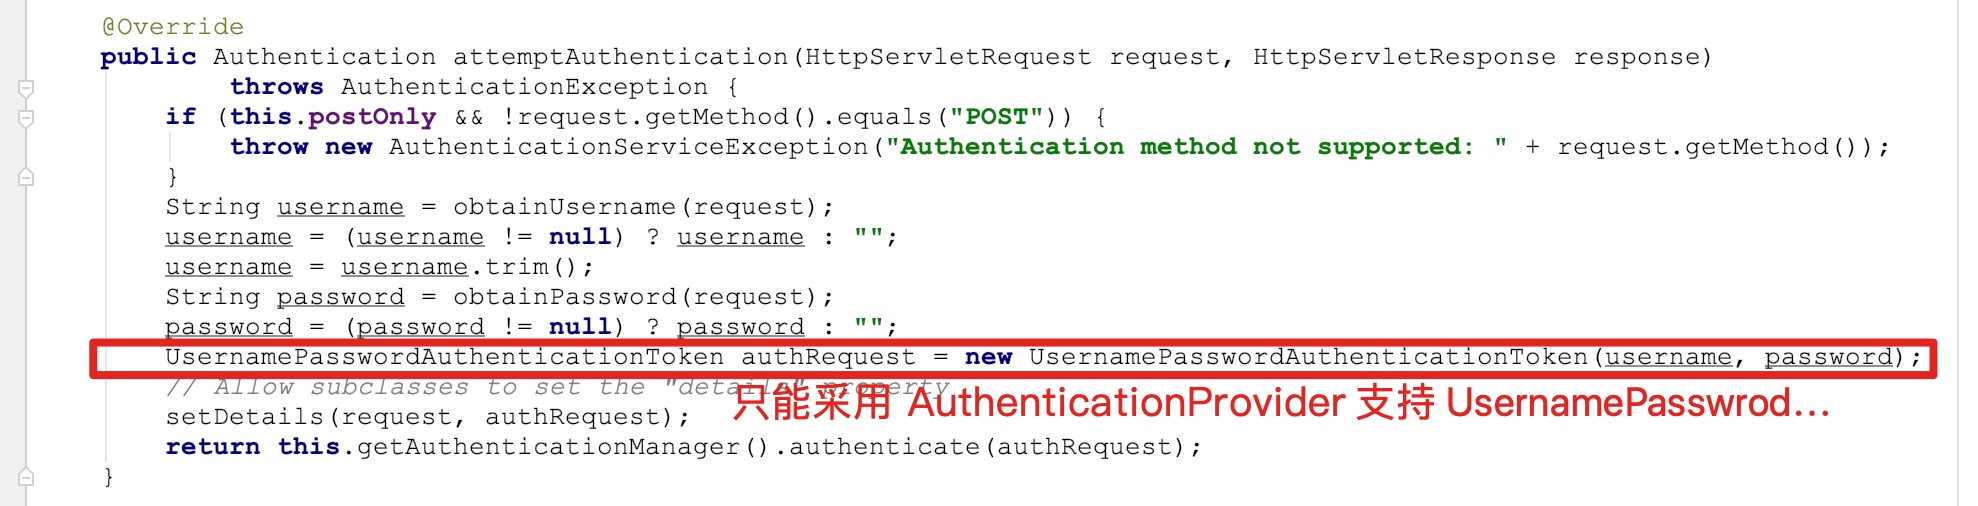 @Override
public Authentication attemptAuthentication(HttpServletRequest request, HttpServletResponse response)
throws AuthenticationException {
if (this.postOnly && !request.getMethod().equals("POST")) {
throw new AuthenticationServiceException("Authentication method not supported: " + request.getMethod());
}
String username = obtainUsername(request);
username = (username != null) ? username : "";
username = username.trim();
String password = obtainPassword(request);
password = (password != null) ? password : "";
UsernamePasswordAuthenticationToken authRequest = new UsernamePasswordAuthenticationToken(username, password);
// Allow subclasses to set the "details" property
只能采用 AuthenticationProvider 支持 UsernamePasswrod...
setDetails(request, authRequest);
return this.getAuthenticationManager().authenticate(authRequest);
}